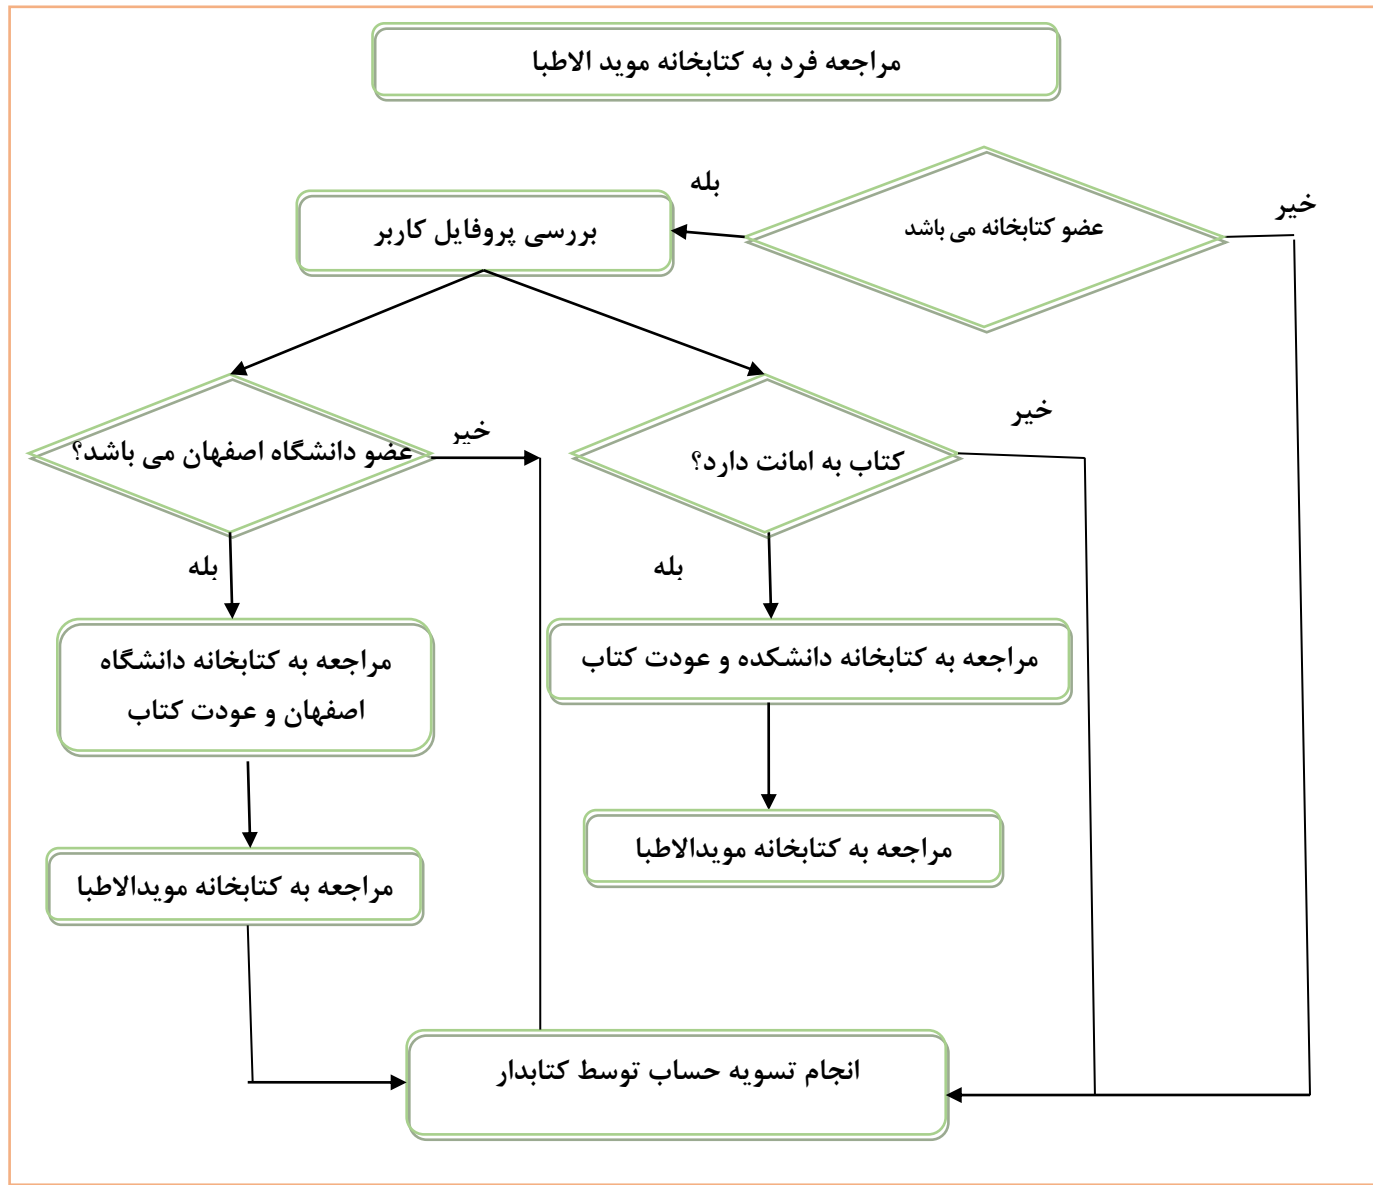 مراجعه فرد به کتابخانه موید الاطبا
عضو کتابخانه می باشد
بله
خیر
بررسی پروفایل کاربر
کتاب به امانت دارد؟
خیر
عضو دانشگاه اصفهان می باشد؟
خیر
بله
بله
مراجعه به کتابخانه دانشکده و عودت کتاب
مراجعه به کتابخانه دانشگاه
اصفهان و عودت کتاب
مراجعه به کتابخانه مویدالاطبا
مراجعه به کتابخانه مویدالاطبا
انجام تسویه حساب توسط کتابدار